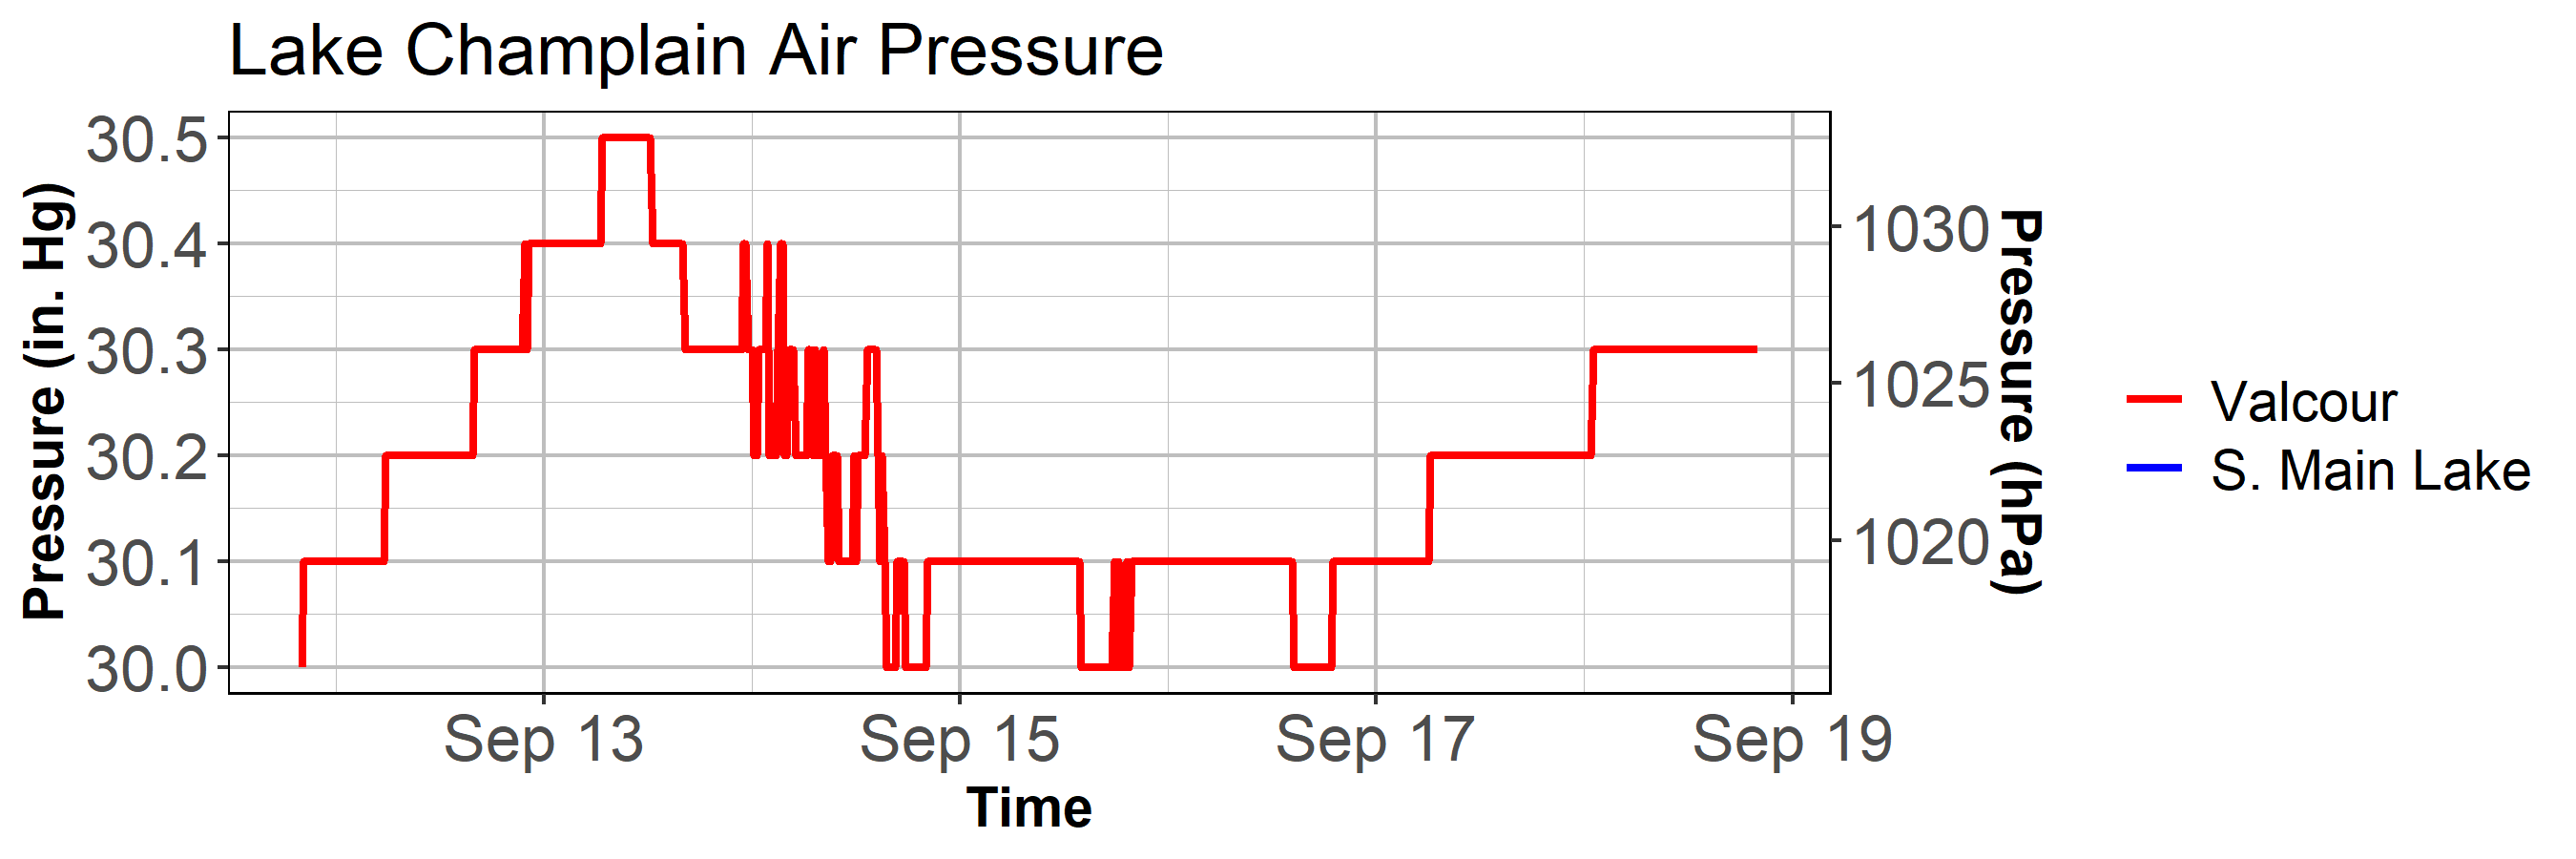 Lake Champlain Air Pressure
Pressure (in. Hg)
30.5
30.4
30.3
30.2
30.1
30.0
1030
1025
1020
Pressure (hPa)
Sep 13
Sep 15
Sep 17
Sep 19
Time
Valcour
S. Main Lake